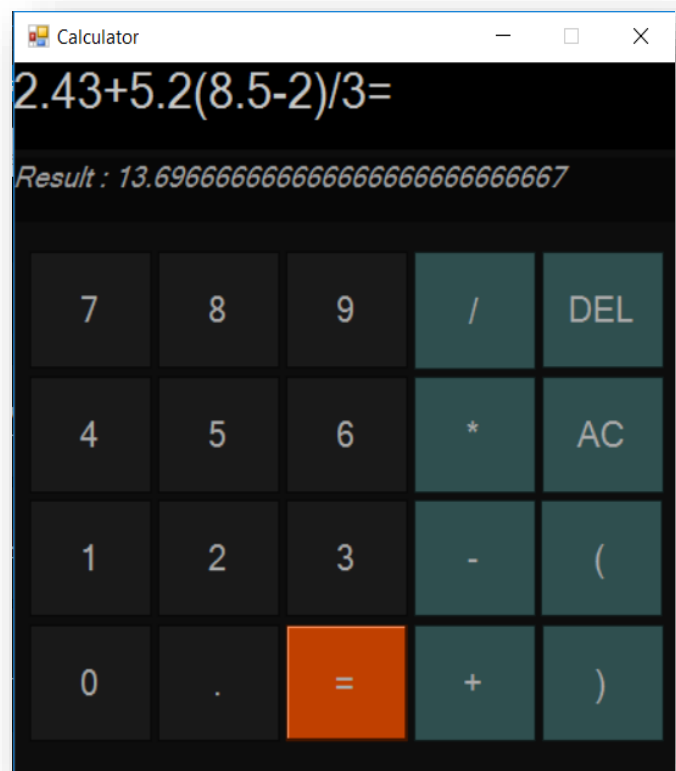 Calculator
2.43+5.2(8.5-2)/3=
Result : 13.696666666666666666666666667
7 8 9 / DEL
4 5 6 * AC
1 2 3 - (
0 . = + )